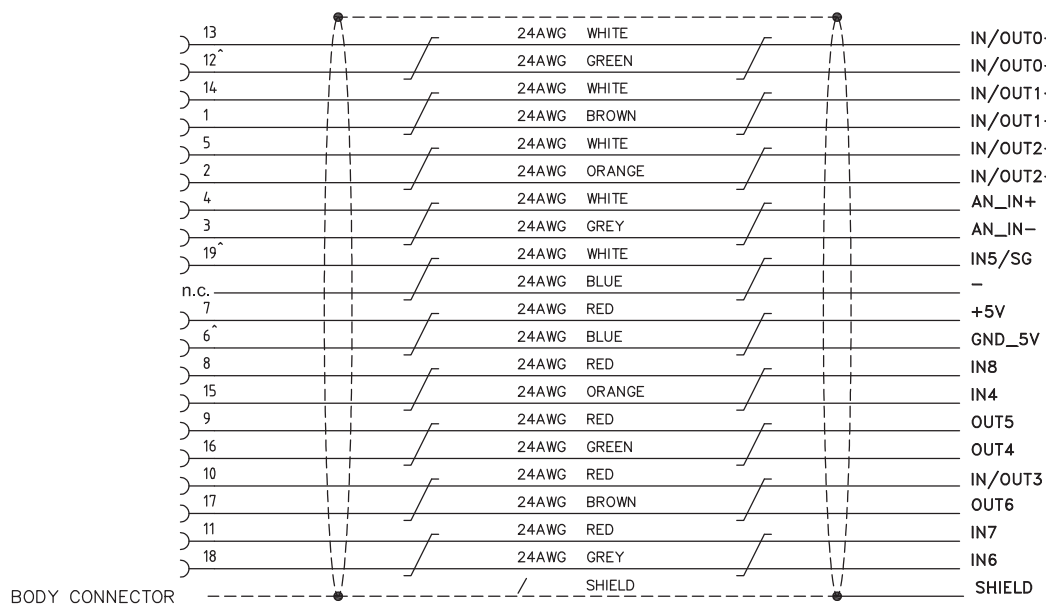 13 24AWG WHITE IN/OUT0-
12^ 24AWG GREEN IN/OUT0-
14 24AWG WHITE IN/OUT1-
1 24AWG BROWN IN/OUT1-
5 24AWG WHITE IN/OUT2-
2 24AWG ORANGE IN/OUT2-
4 24AWG WHITE AN_IN+
3 24AWG GREY AN_IN-
19^ 24AWG WHITE IN5/SG
n.c. 24AWG BLUE -
7 24AWG RED +5V
6^ 24AWG BLUE GND_5V
8 24AWG RED IN8
15 24AWG ORANGE IN4
9 24AWG RED OUT5
16 24AWG GREEN OUT4
10 24AWG RED IN/OUT3
17 24AWG BROWN OUT6
11 24AWG RED IN7
18 24AWG GREY IN6
BODY CONNECTOR / SHIELD SHIELD